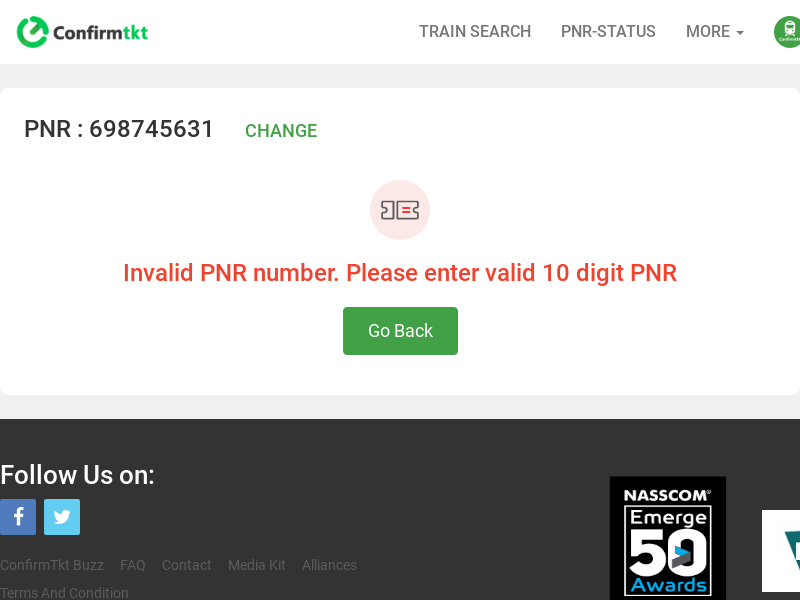 Confirmtkt TRAIN SEARCH PNR-STATUS MORE
PNR : 698745631 CHANGE
Invalid PNR number. Please enter valid 10 digit PNR
Go Back
Follow Us on:
NASSCOM®
Emerge
50
Awards
ConfirmTkt Buzz FAQ Contact Media Kit Alliances
Terms And Condition